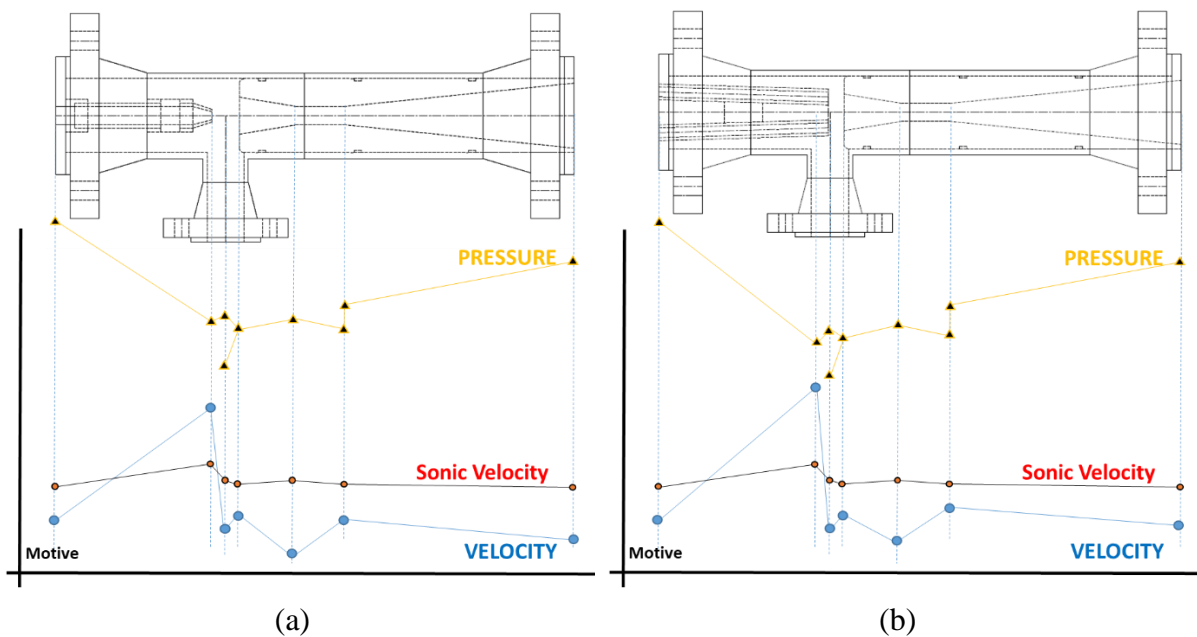 PRESSURE
Sonic Velocity
Motive
VELOCITY
(a)
PRESSURE
Sonic Velocity
Motive
VELOCITY
(b)